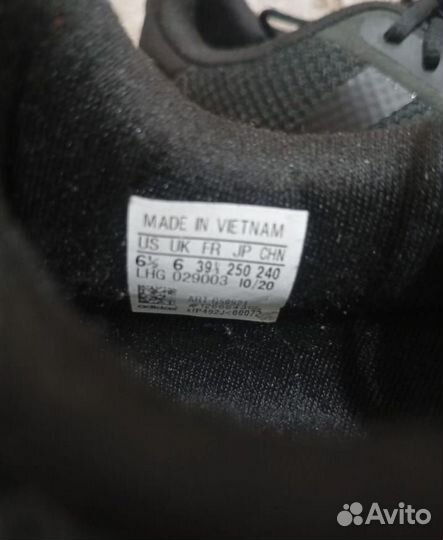 MADE IN VIETNAM
US UK FR JP CHN
6½ 6 39⅓ 250 240
LHG 029003 10/20
adidas
Avito